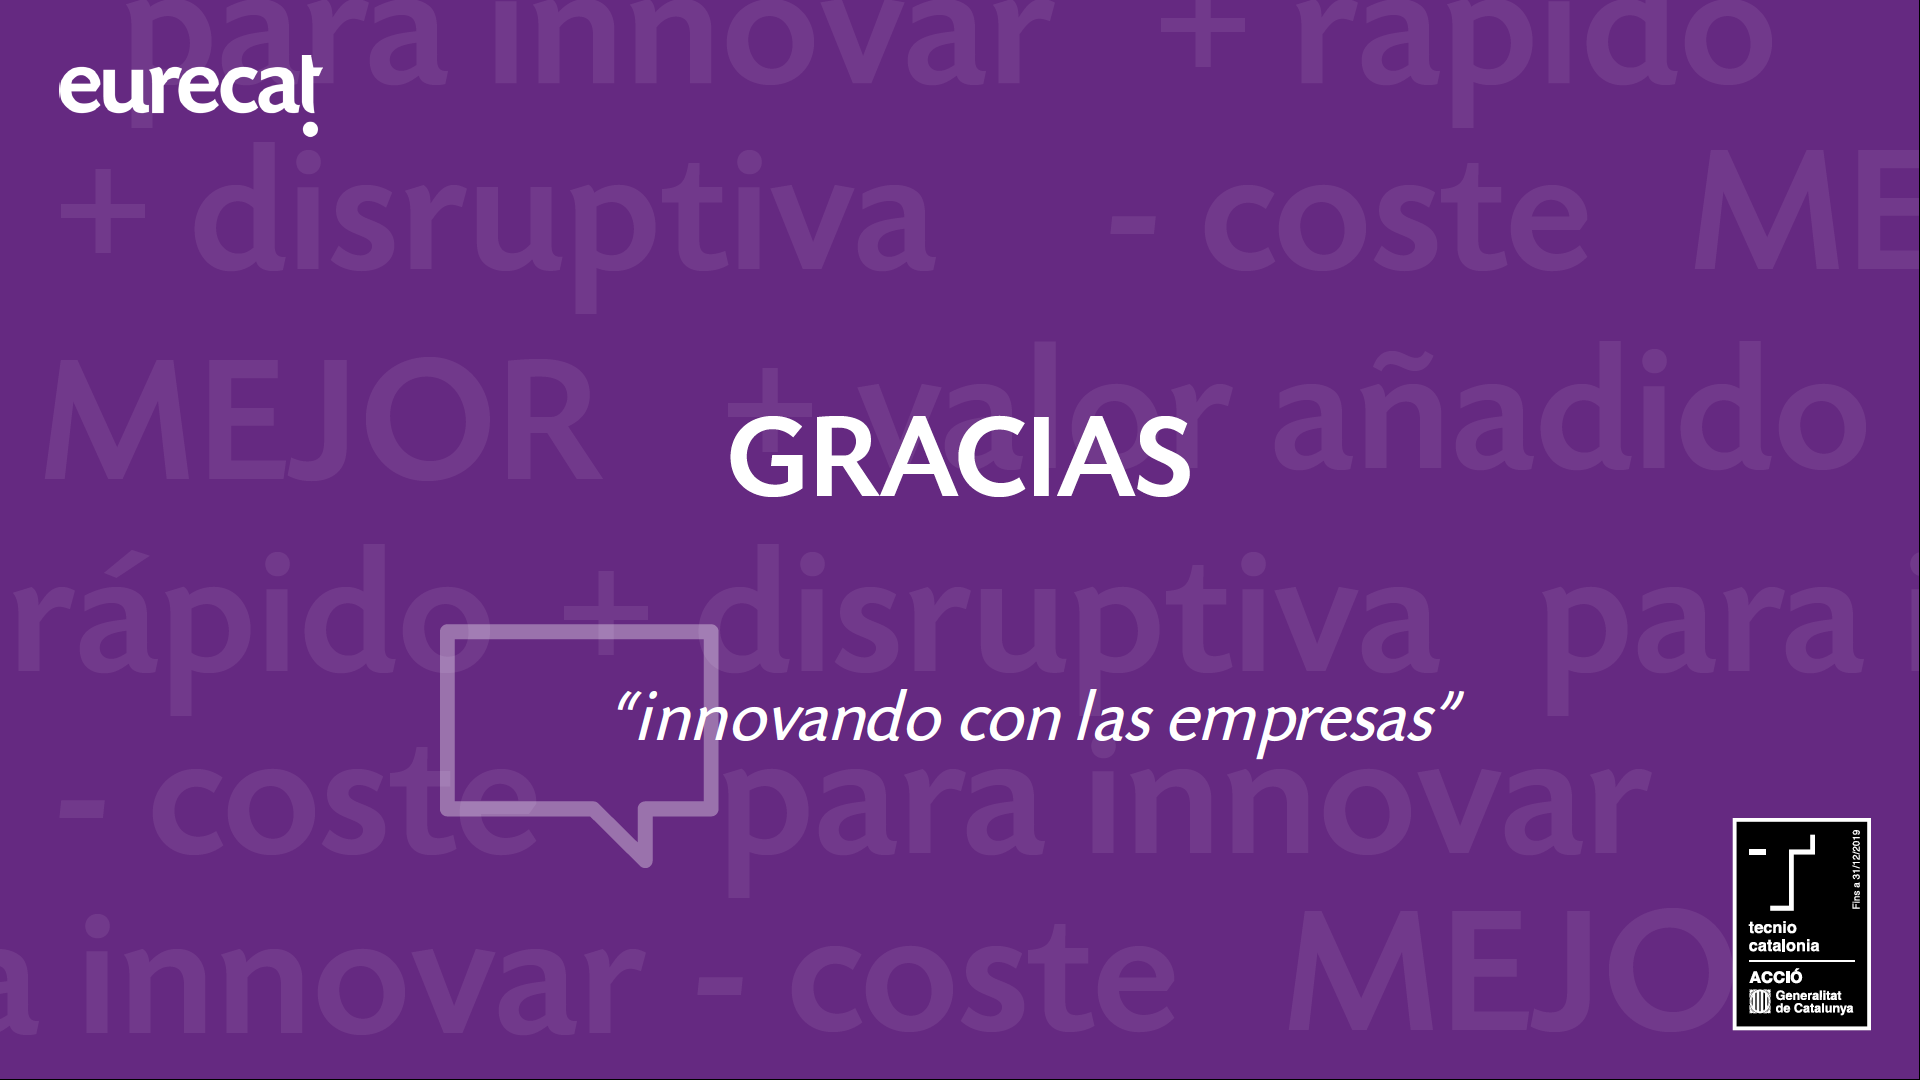 para innovar + rápido
eurecat
+ disruptiva - coste ME
MEJOR + valor añadido
GRACIAS
rápido + disruptiva para i
“innovando con las empresas”
- coste para innovar
a innovar - coste MEJO
Fins a 31/12/2019
tecnio
catalonia
ACCIÓ
Generalitat
de Catalunya